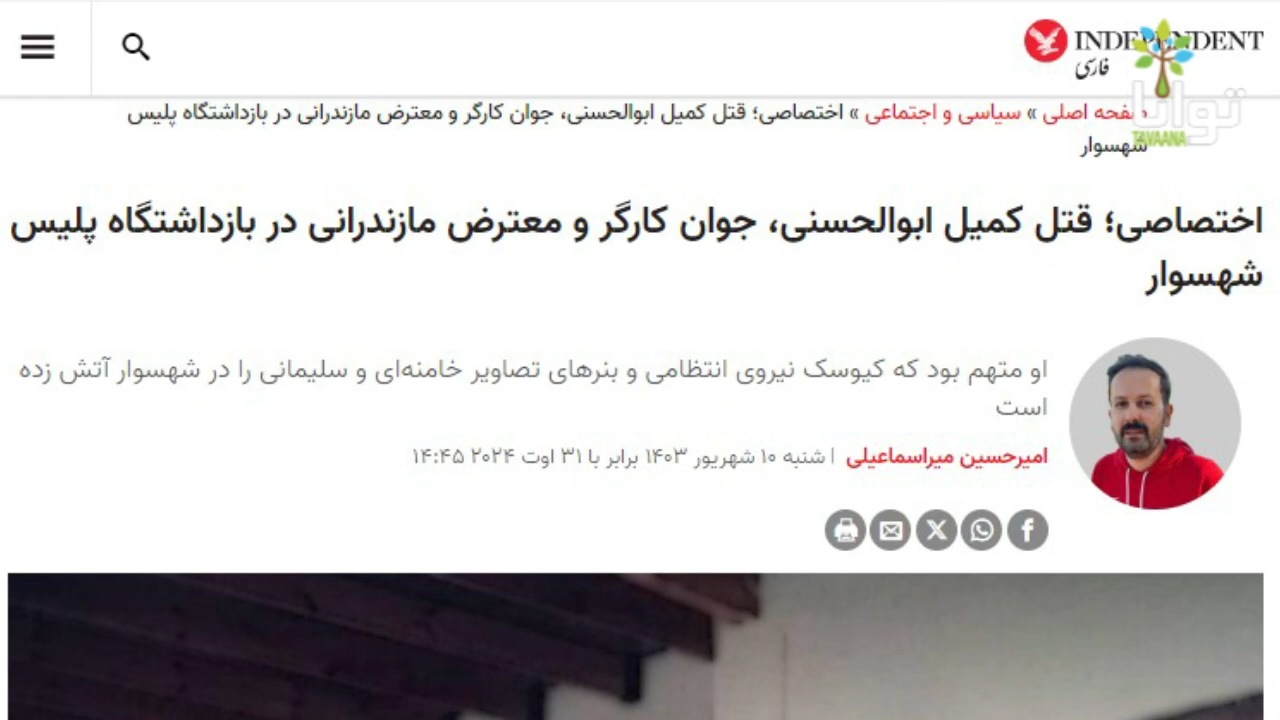 INDEPENDENT
فارسی
توانا
TAVAANA
صفحه اصلی » سیاسی و اجتماعی » اختصاصی؛ قتل کمیل ابوالحسنی، جوان کارگر و معترض مازندرانی در بازداشتگاه پلیس
شهسوار
اختصاصی؛ قتل کمیل ابوالحسنی، جوان کارگر و معترض مازندرانی در بازداشتگاه پلیس
شهسوار
او متهم بود که کیوسک نیروی انتظامی و بنرهای تصاویر خامنه‌ای و سلیمانی را در شهسوار آتش زده
است
امیرحسین میراسماعیلی | شنبه ۱۰ شهریور ۱۴۰۳ برابر با ۳۱ اوت ۲۰۲۴ ۱۴:۴۵